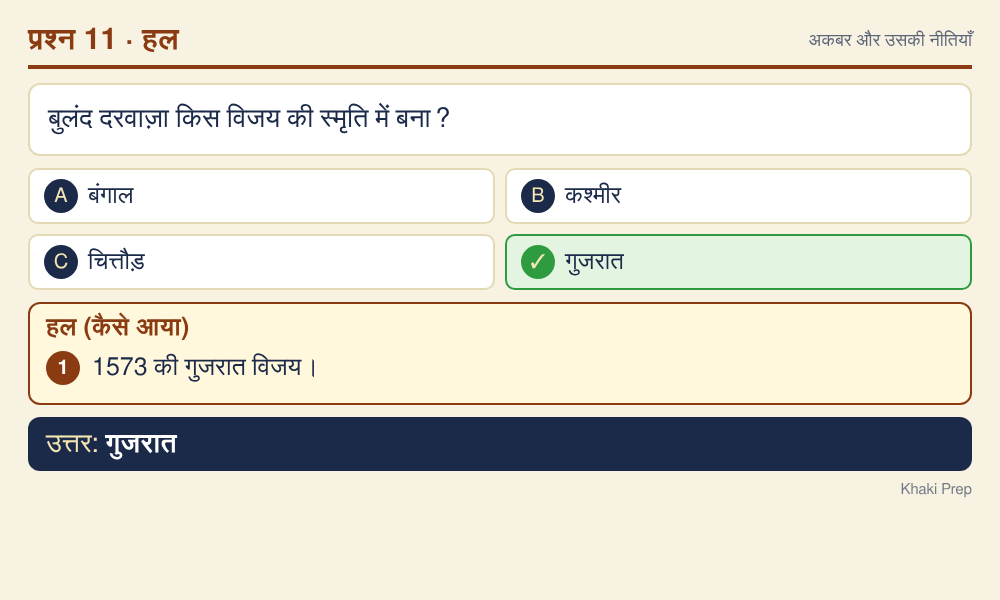 प्रश्न 11 · हल
अकबर और उसकी नीतियाँ
बुलंद दरवाज़ा किस विजय की स्मृति में बना ?
A बंगाल
B कश्मीर
C चित्तौड़
✓ गुजरात
हल (कैसे आया)
1 1573 की गुजरात विजय।
उत्तर: गुजरात
Khaki Prep